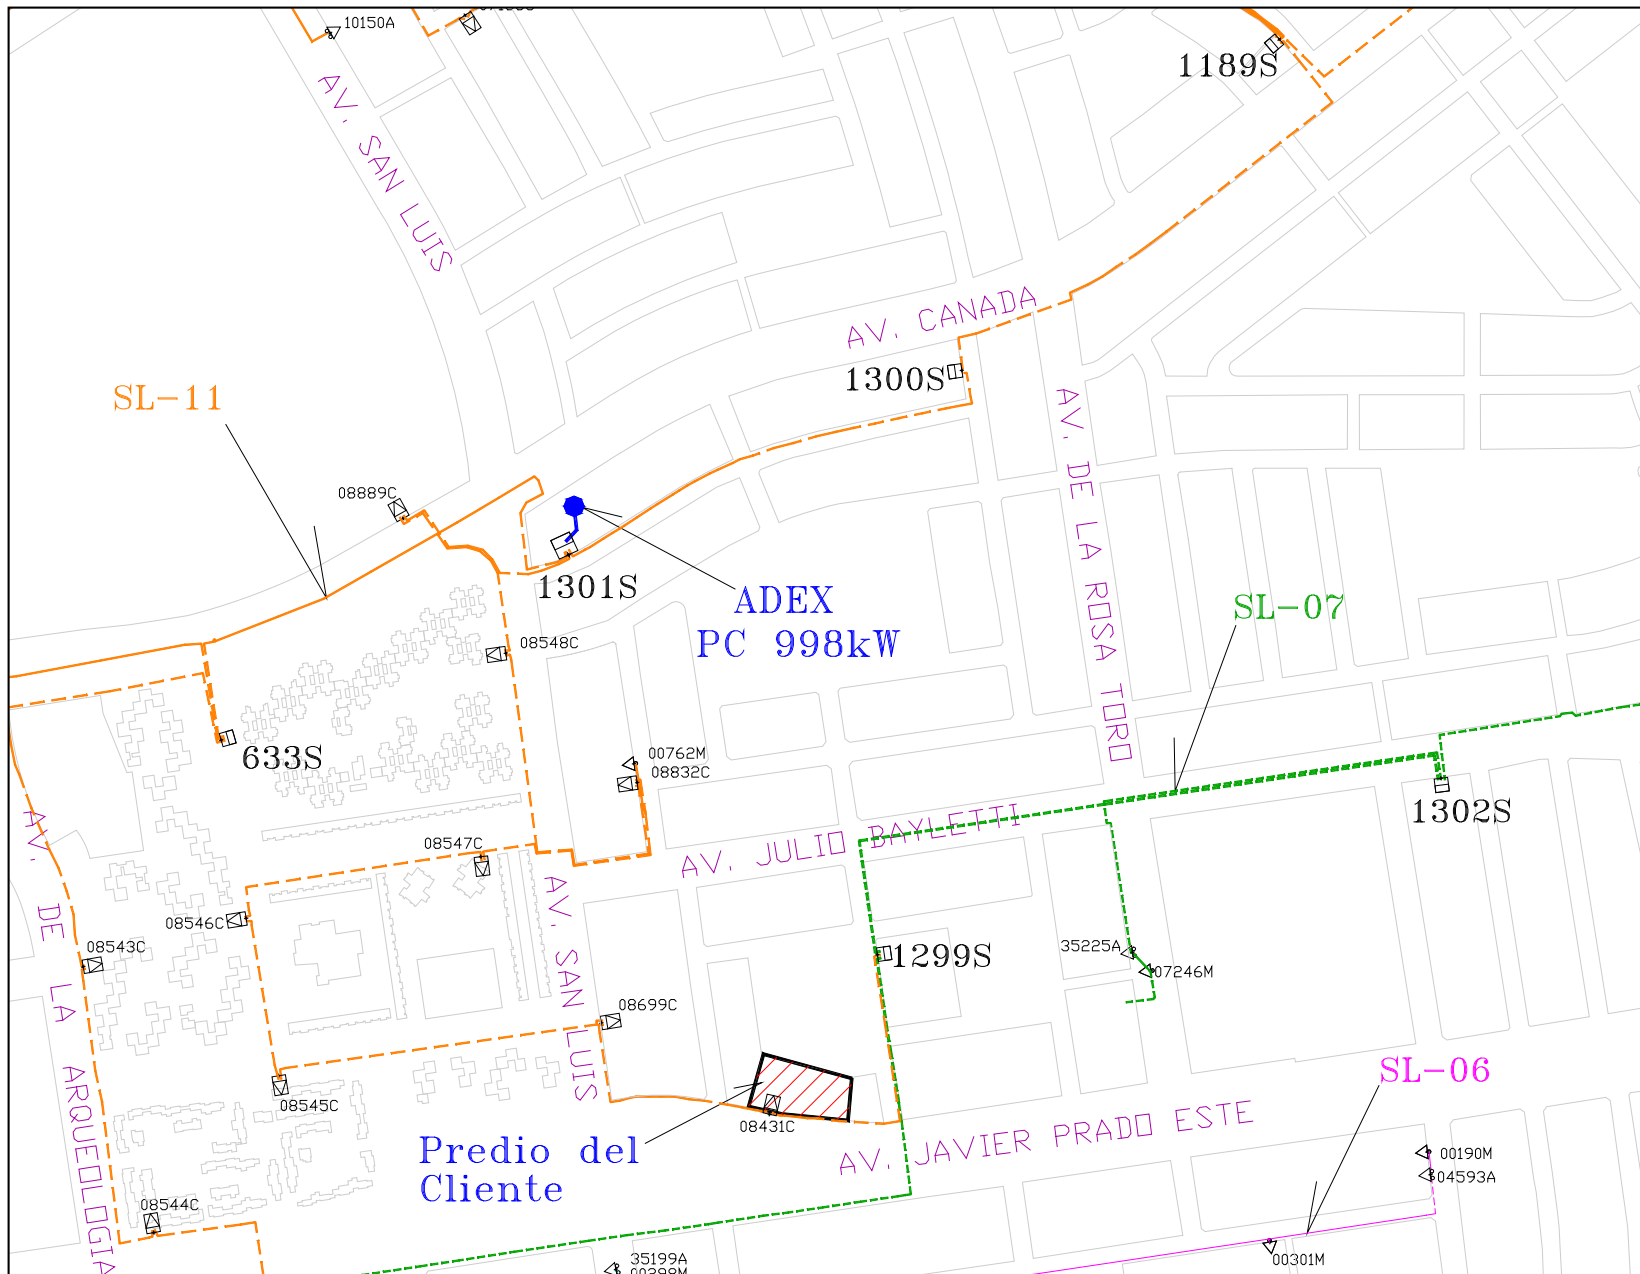 10150A
1189S
AV. SAN LUIS
AV. CANADA
1300S
SL-11
AV. DE LA ROSA TORO
08889C
1301S
ADEX
PC 998kW
SL-07
08548C
633S
00762M
08832C
1302S
AV. JULIO BAYLETTI
08547C
AV. DE LA ARQUEOLOGIA
AV. SAN LUIS
08546C
08543C
1299S
35225A
07246M
08699C
SL-06
08545C
08431C
Predio del
Cliente
AV. JAVIER PRADO ESTE
00190M
04593A
08544C
35199A
00301M